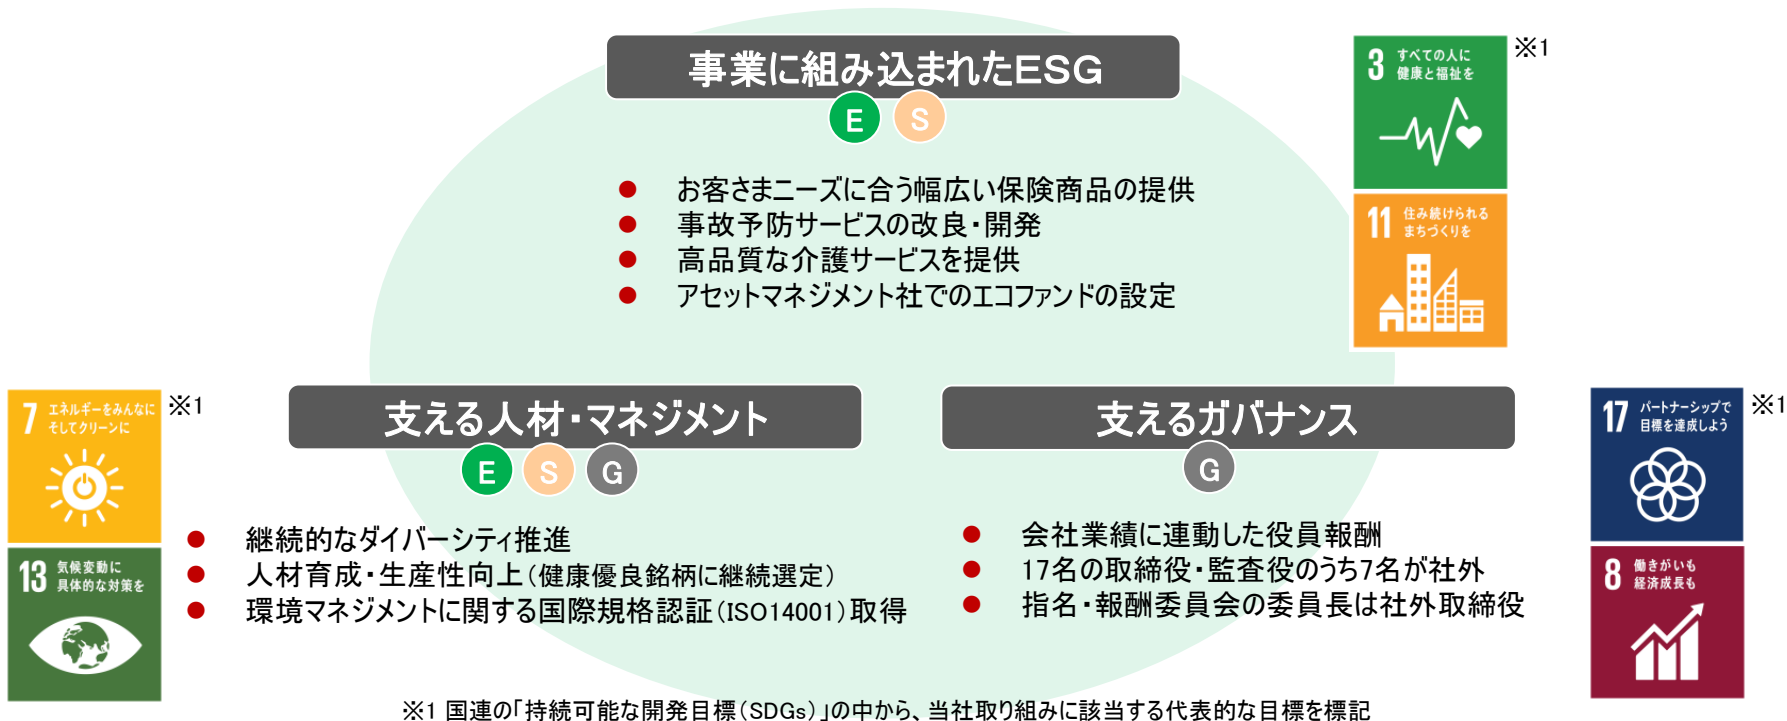 事業に組み込まれたESG
E S
● お客さまニーズに合う幅広い保険商品の提供
● 事故予防サービスの改良・開発
● 高品質な介護サービスを提供
● アセットマネジメント社でのエコファンドの設定
3 すべての人に
健康と福祉を
※1
11 住み続けられる
まちづくりを
7 エネルギーをみんなに
そしてクリーンに
※1
13 気候変動に
具体的な対策を
支える人材・マネジメント
E S G
● 継続的なダイバーシティ推進
● 人材育成・生産性向上（健康優良銘柄に継続選定）
● 環境マネジメントに関する国際規格認証（ISO14001）取得
支えるガバナンス
G
● 会社業績に連動した役員報酬
● 17名の取締役・監査役のうち7名が社外
● 指名・報酬委員会の委員長は社外取締役
17 パートナーシップで
目標を達成しよう
※1
8 働きがいも
経済成長も
※1 国連の「持続可能な開発目標（SDGs）」の中から、当社取り組みに該当する代表的な目標を標記